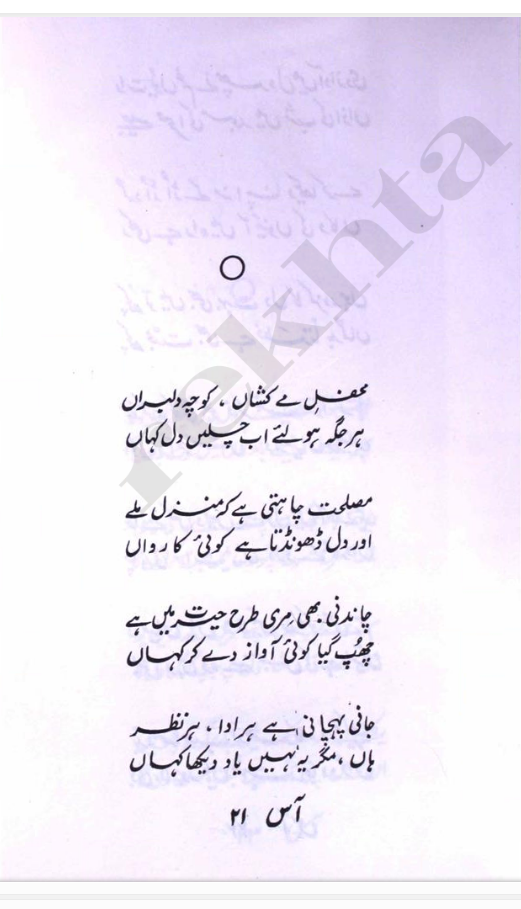 محفلِ مے کشاں، کوچہ دلبراں
ہر جگہ ہو لئے اب چلیں دل کہاں
مصلحت چاہتی ہے کہ منزل ملے
اور دل ڈھونڈتا ہے کوئی کارواں
چاندنی بھی مری طرح حیرت میں ہے
چھُپ گیا کوئی آواز دے کر کہاں
جانی پہچانی ہے ہر ادا، ہر نظر
ہاں، مگر یہ نہیں یاد دیکھا کہاں
آس ۲۱
rekhta